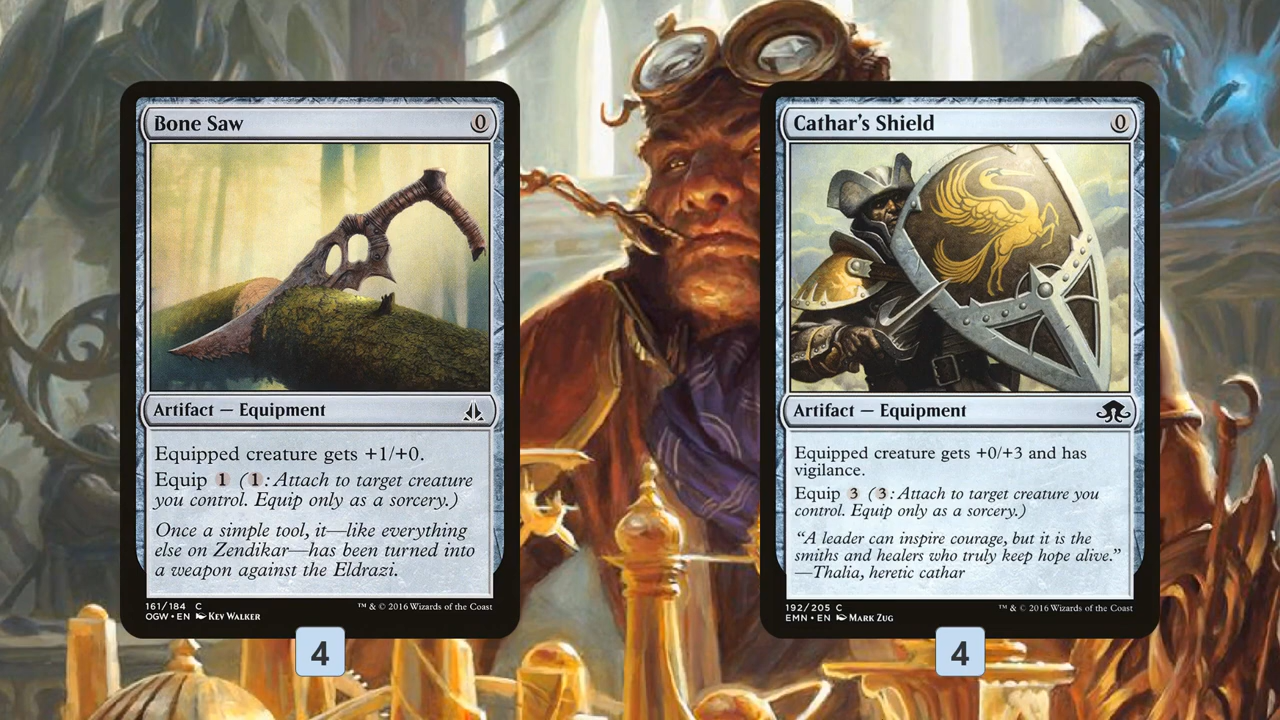 Bone Saw 0
Artifact — Equipment
Equipped creature gets +1/+0.
Equip 1 (1: Attach to target creature
you control. Equip only as a sorcery.)
Once a simple tool, it—like everything
else on Zendikar—has been turned into
a weapon against the Eldrazi.
161/184 C
OGW • EN Kev Walker
™ & © 2016 Wizards of the Coast
4
Cathar's Shield 0
Artifact — Equipment
Equipped creature gets +0/+3 and has
vigilance.
Equip 3 (3: Attach to target creature you
control. Equip only as a sorcery.)
“A leader can inspire courage, but it is the
smiths and healers who truly keep hope alive.”
—Thalia, heretic cathar
192/205 C
EMN • EN Mark Zug
™ & © 2016 Wizards of the Coast
4